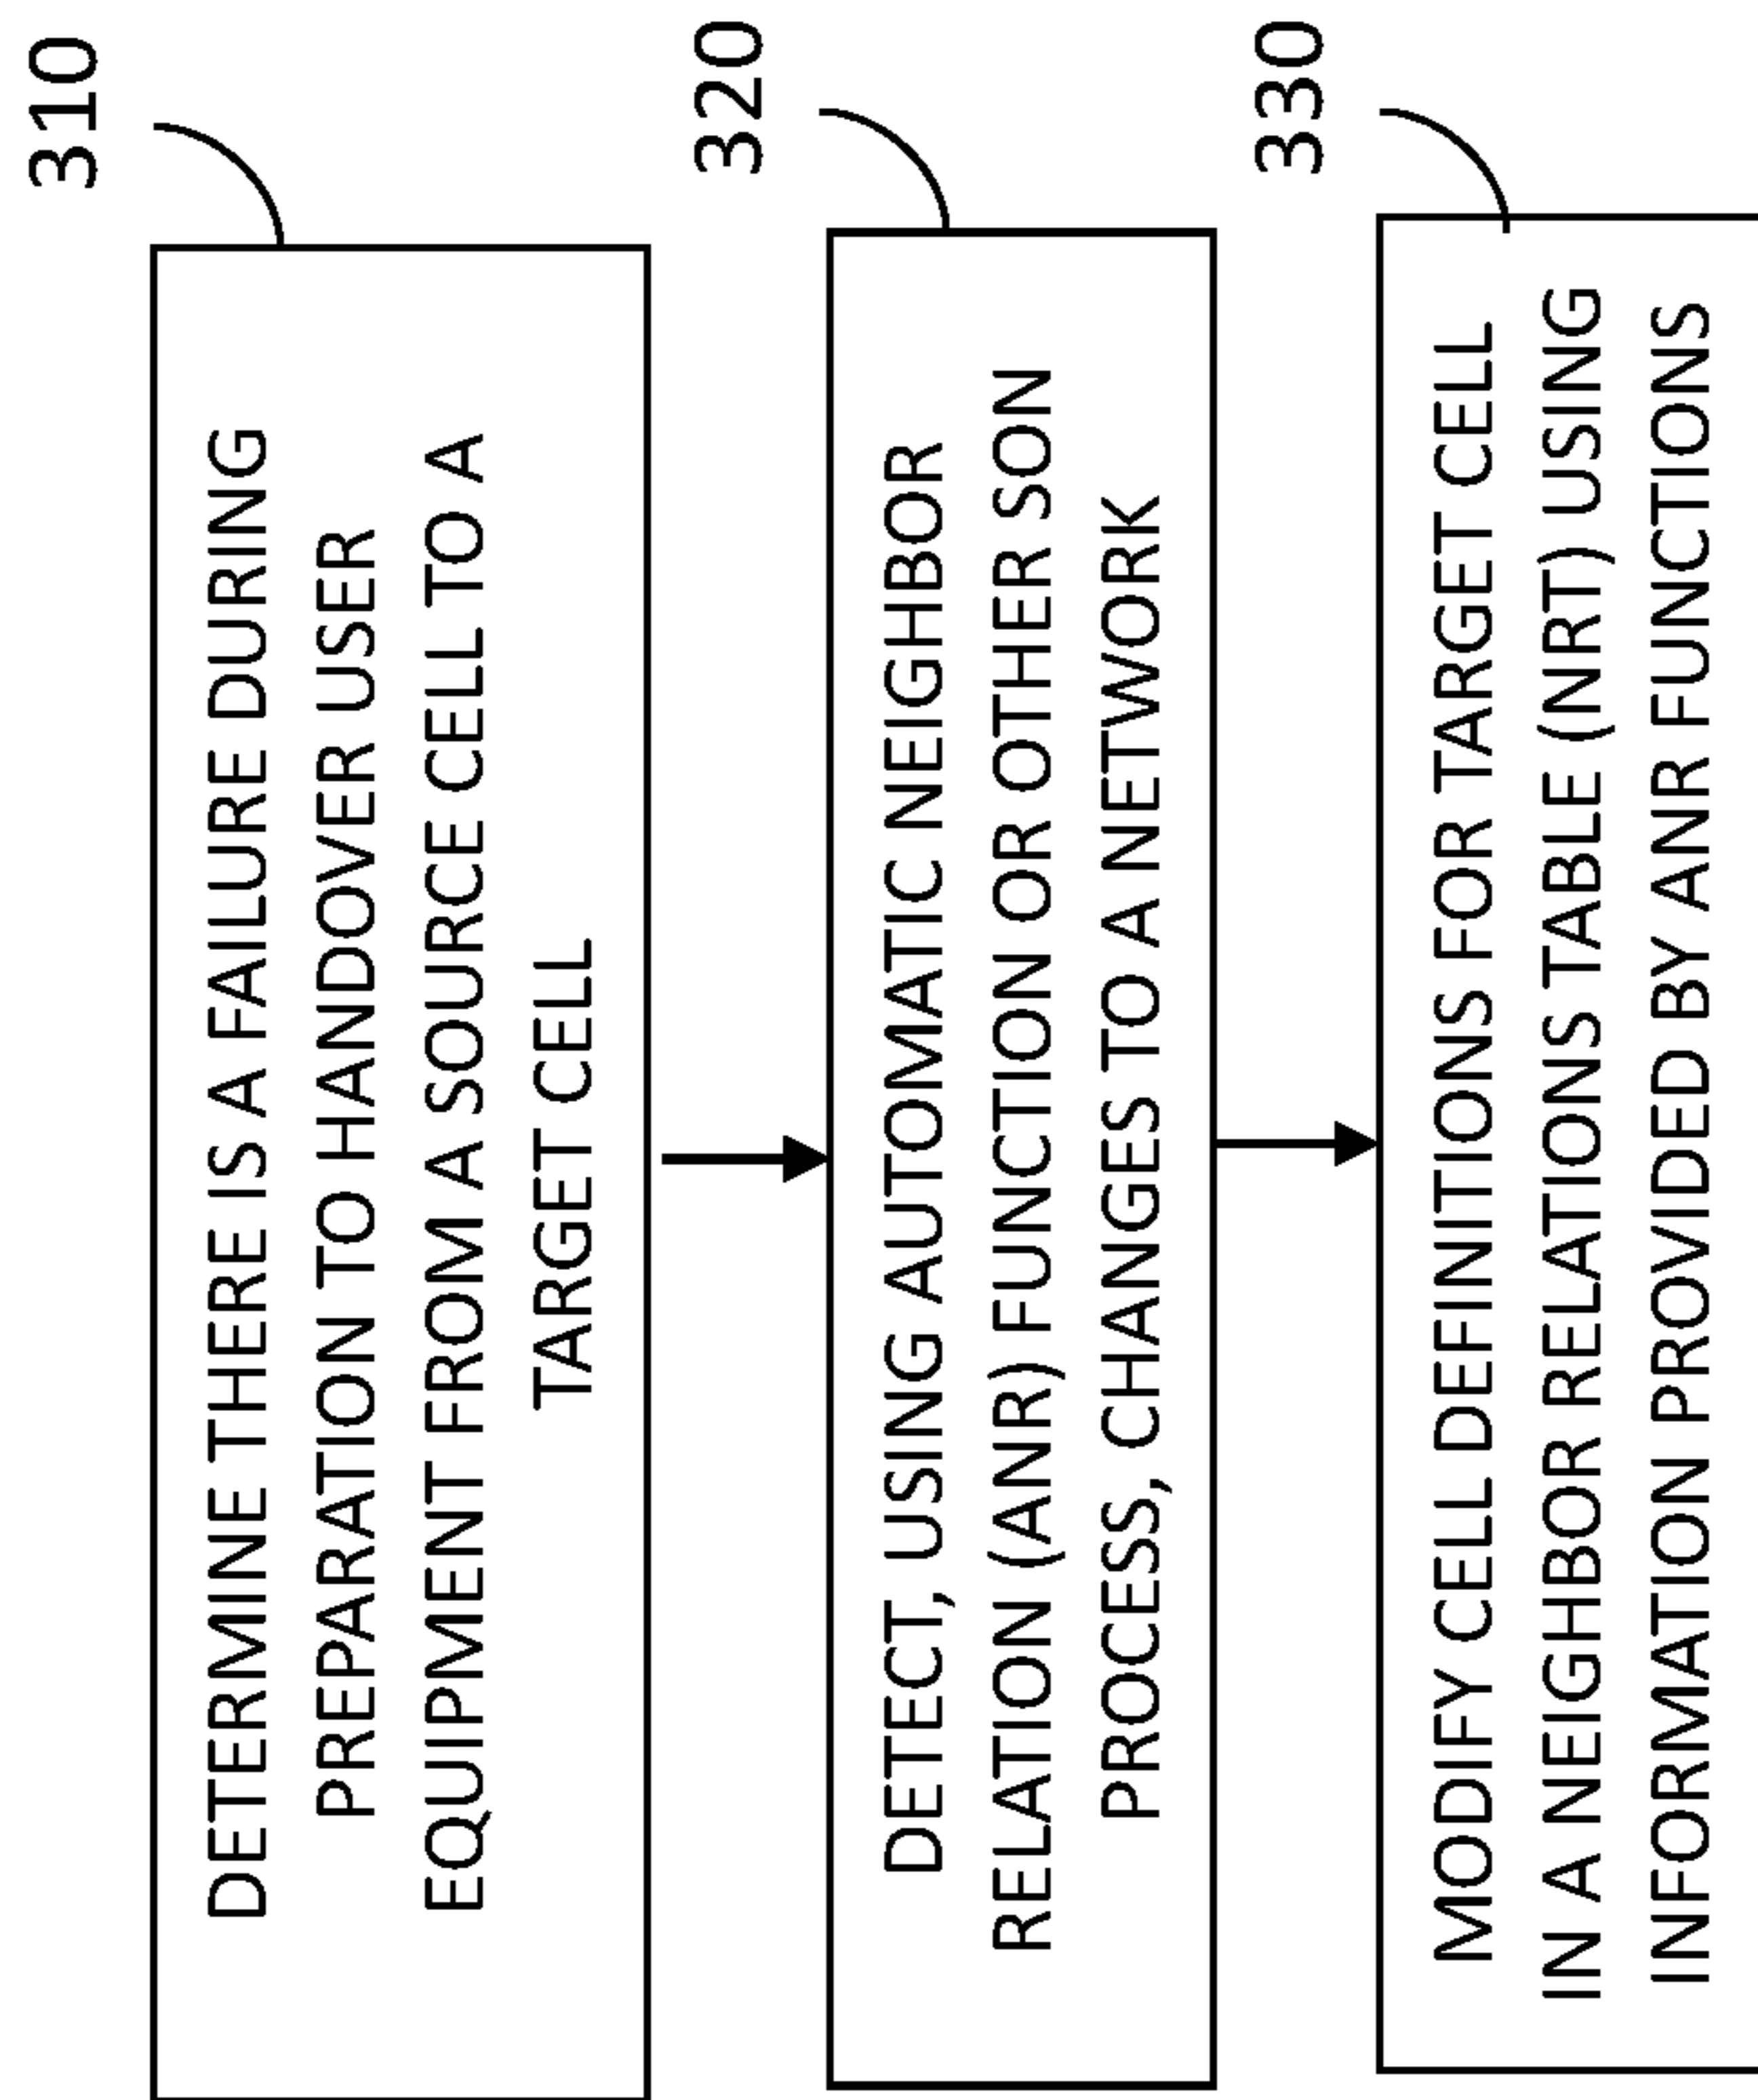 310
DETERMINE THERE IS A FAILURE DURING
PREPARATION TO HANDOVER USER
EQUIPMENT FROM A SOURCE CELL TO A
TARGET CELL
320
DETECT, USING AUTOMATIC NEIGHBOR
RELATION (ANR) FUNCTION OR OTHER SON
PROCESS, CHANGES TO A NETWORK
330
MODIFY CELL DEFINITIONS FOR TARGET CELL
IN A NEIGHBOR RELATIONS TABLE (NRT) USING
INFORMATION PROVIDED BY ANR FUNCTIONS